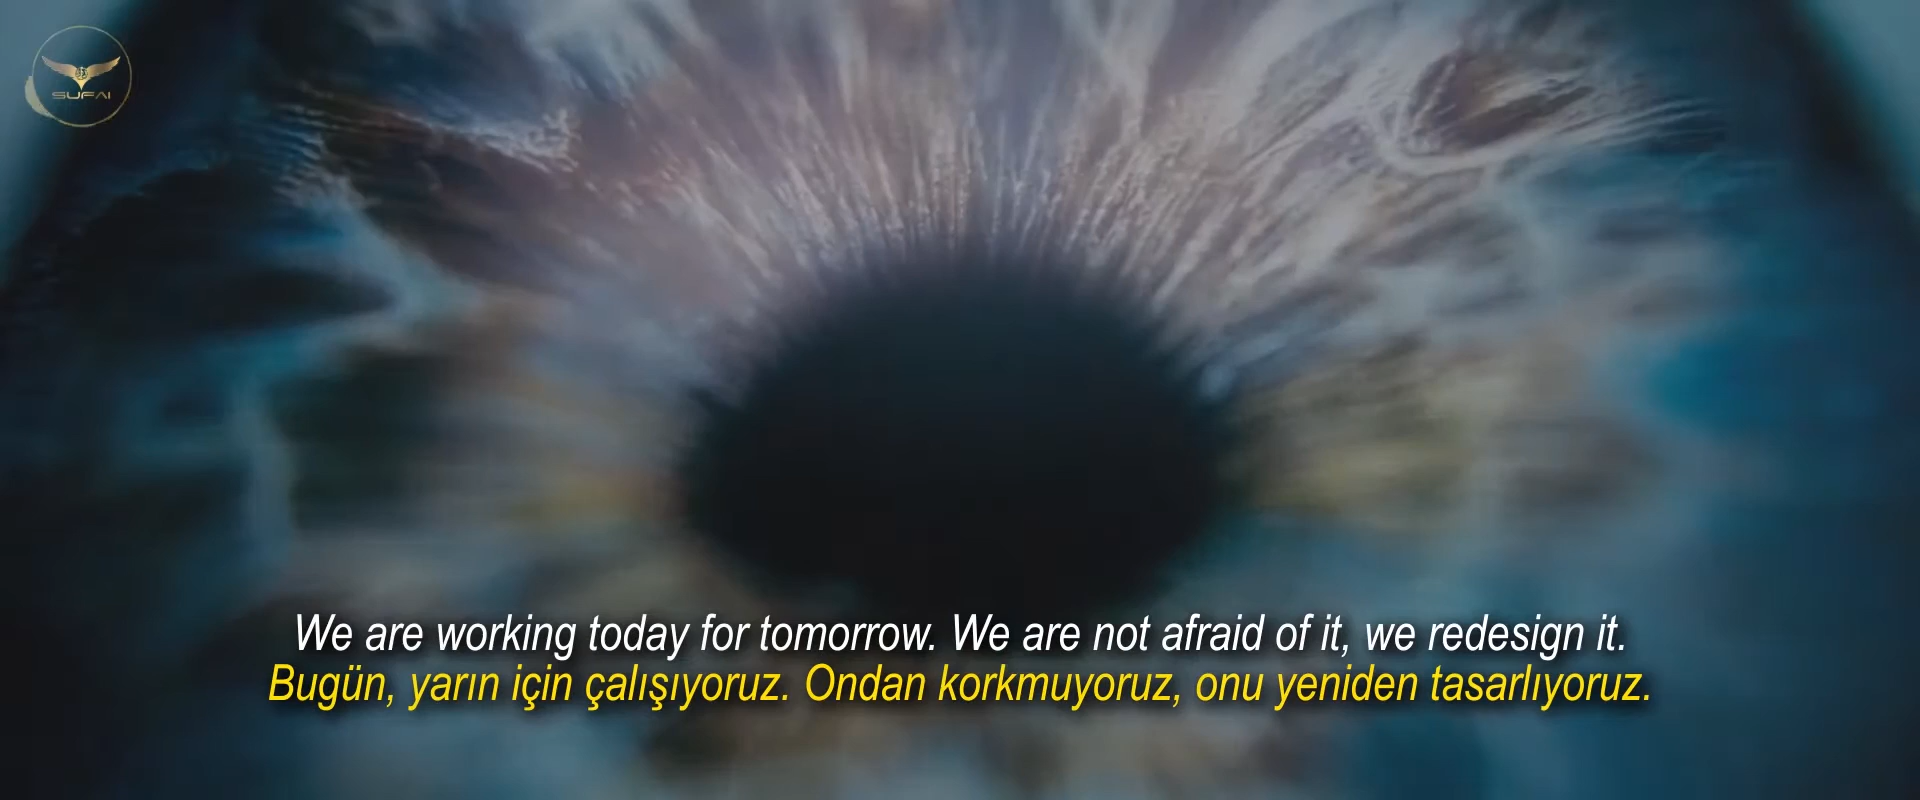 SUFAI
We are working today for tomorrow. We are not afraid of it, we redesign it.
Bugün, yarın için çalışıyoruz. Ondan korkmuyoruz, onu yeniden tasarlıyoruz.